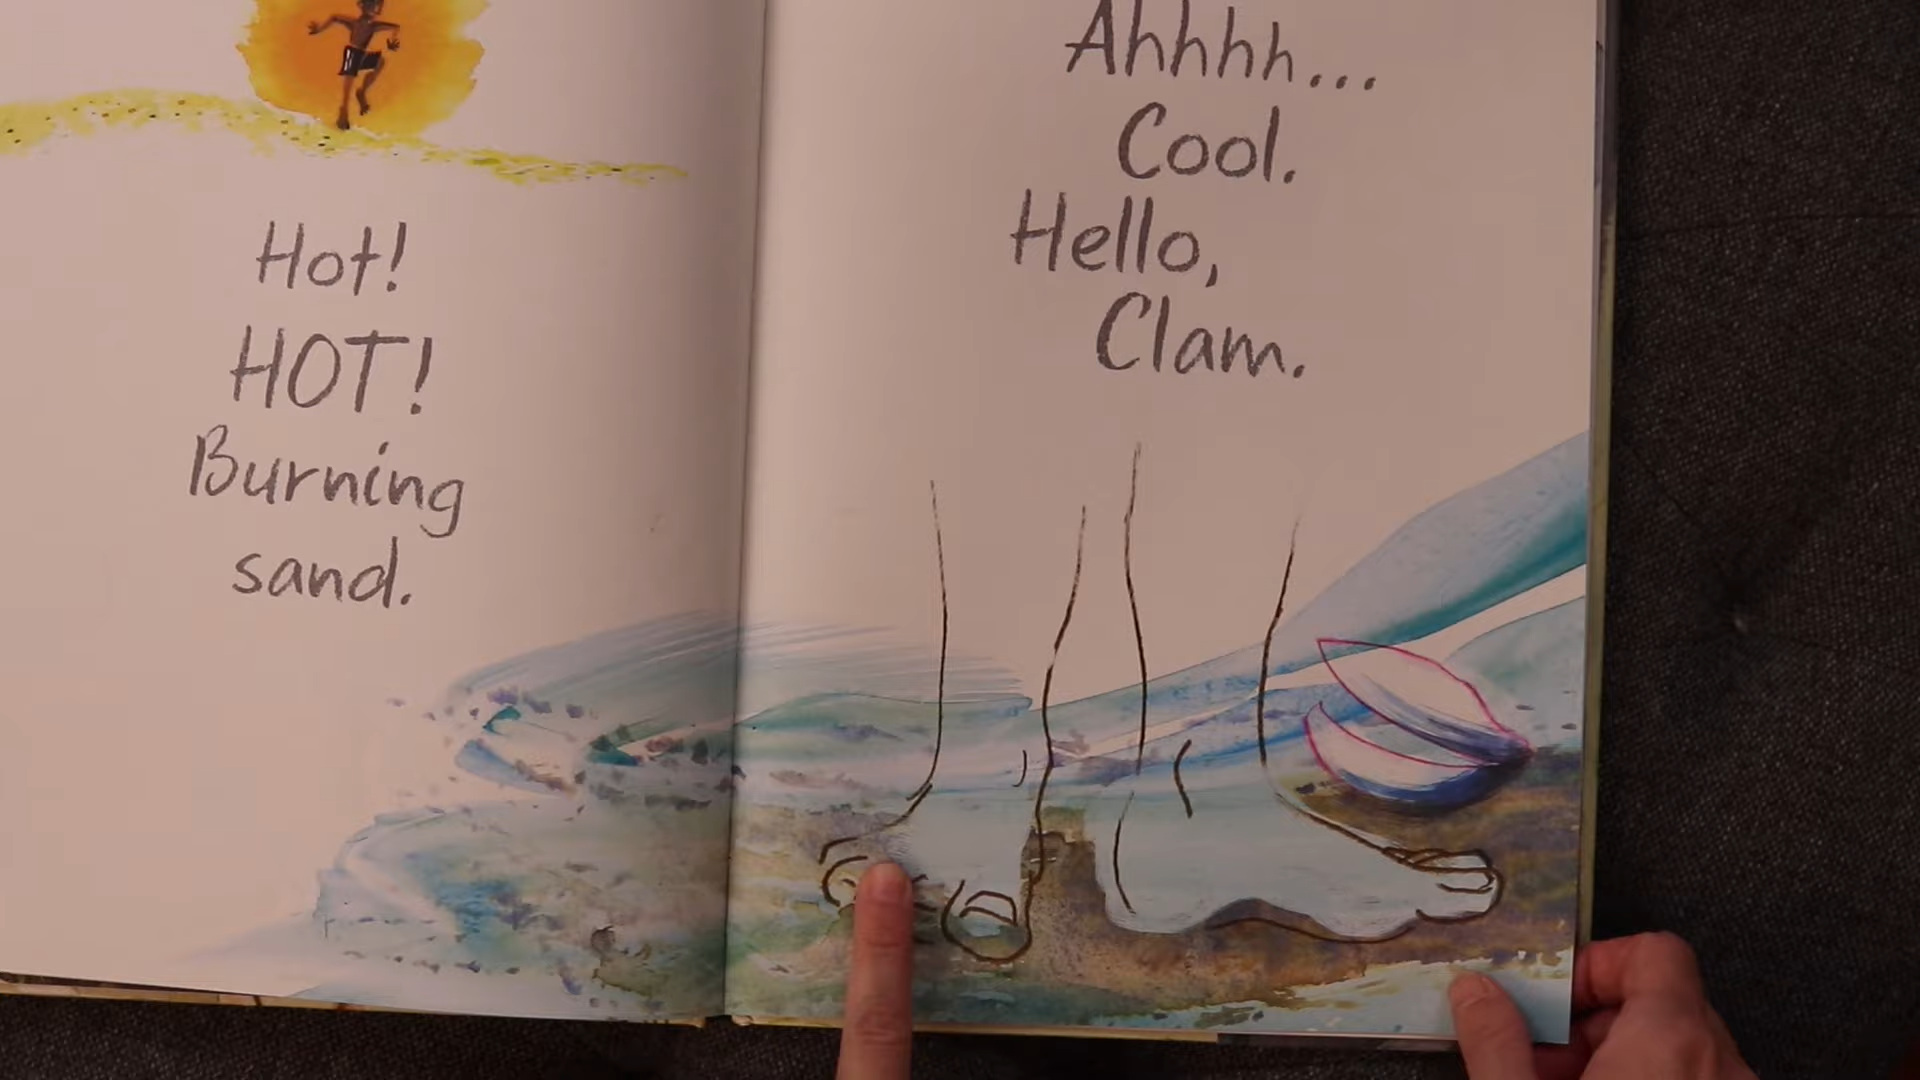 Hot!
HOT!
Burning
sand.
Ahhhh...
Cool.
Hello,
Clam.